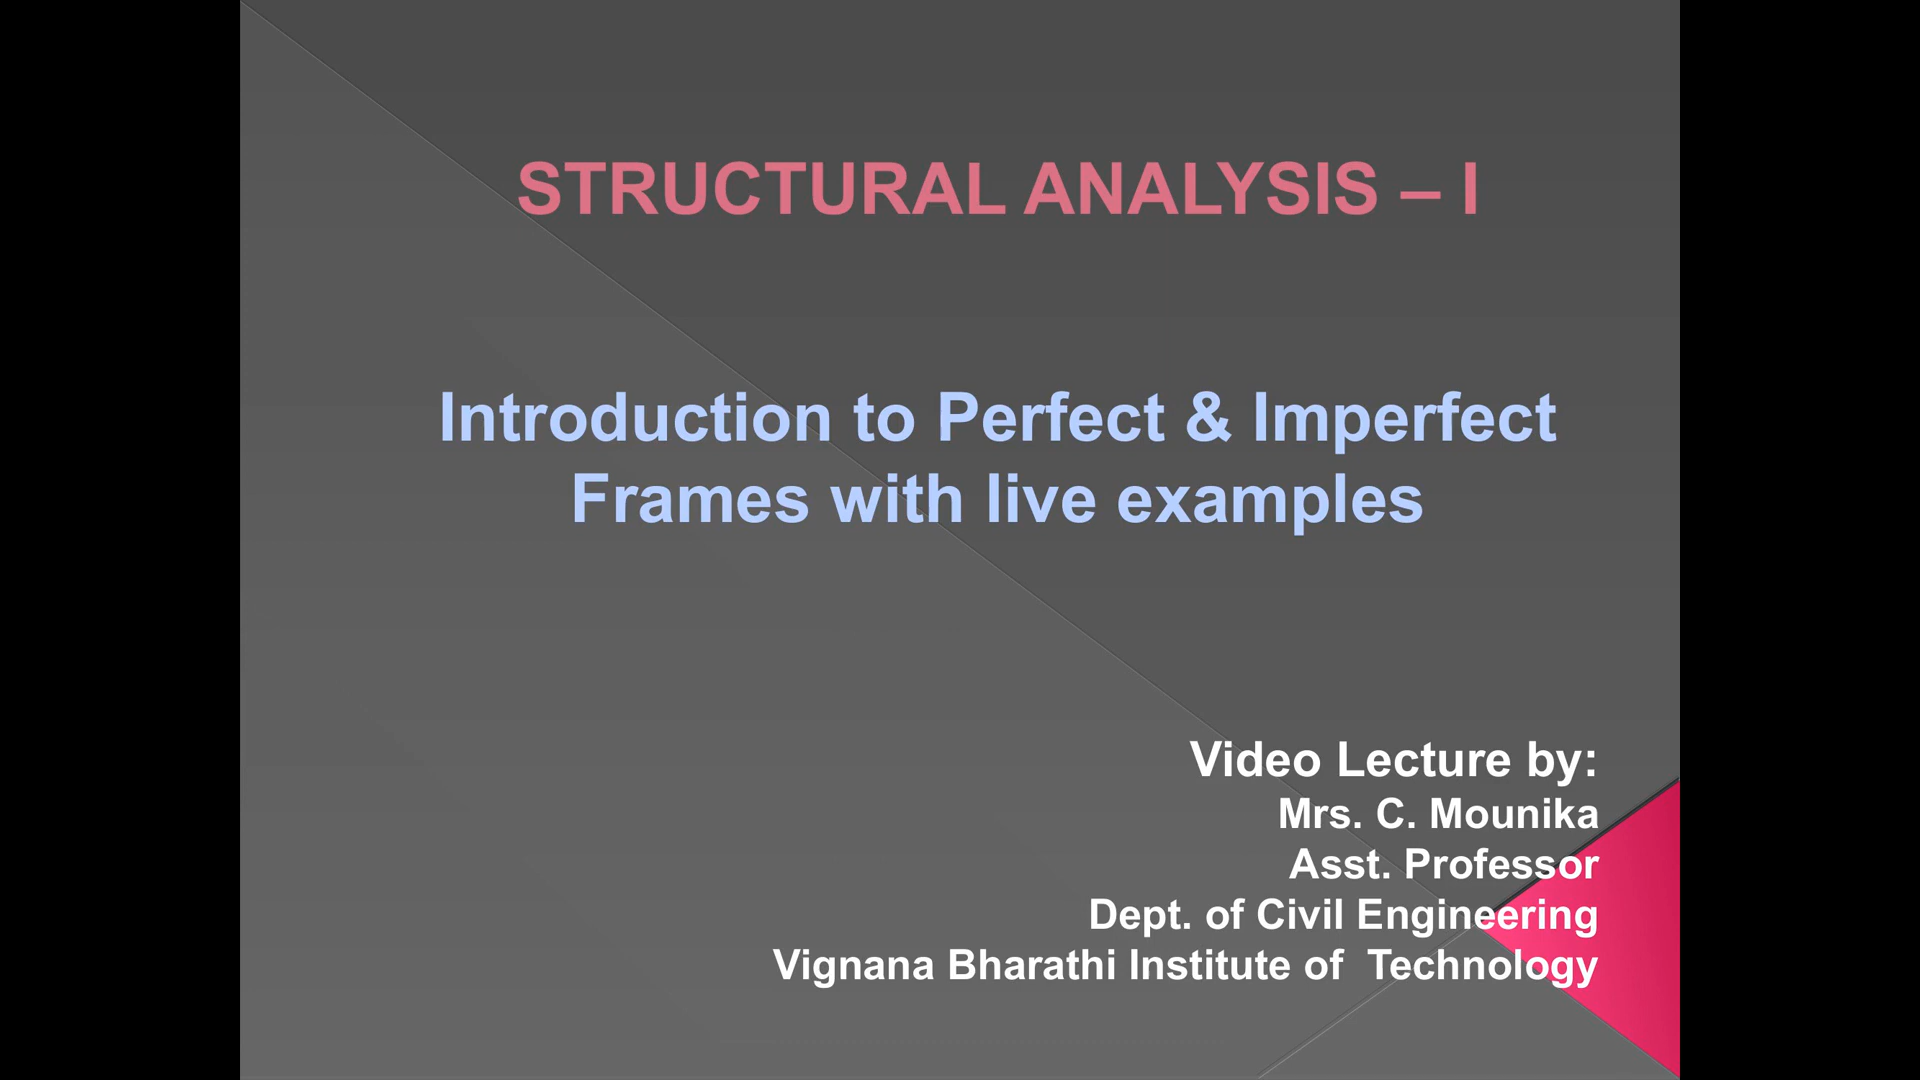 STRUCTURAL ANALYSIS – I
Introduction to Perfect & Imperfect
Frames with live examples
Video Lecture by:
Mrs. C. Mounika
Asst. Professor
Dept. of Civil Engineering
Vignana Bharathi Institute of  Technology